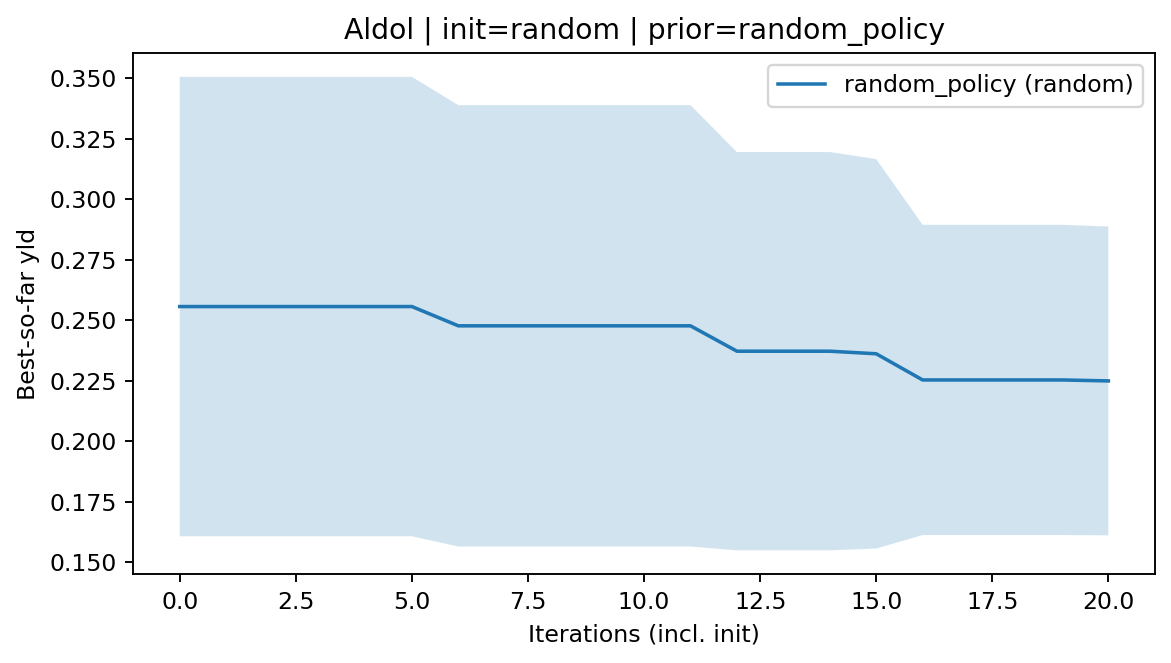 Aldol | init=random | prior=random_policy
random_policy (random)
Best-so-far yld
0.350
0.325
0.300
0.275
0.250
0.225
0.200
0.175
0.150
0.0 2.5 5.0 7.5 10.0 12.5 15.0 17.5 20.0
Iterations (incl. init)